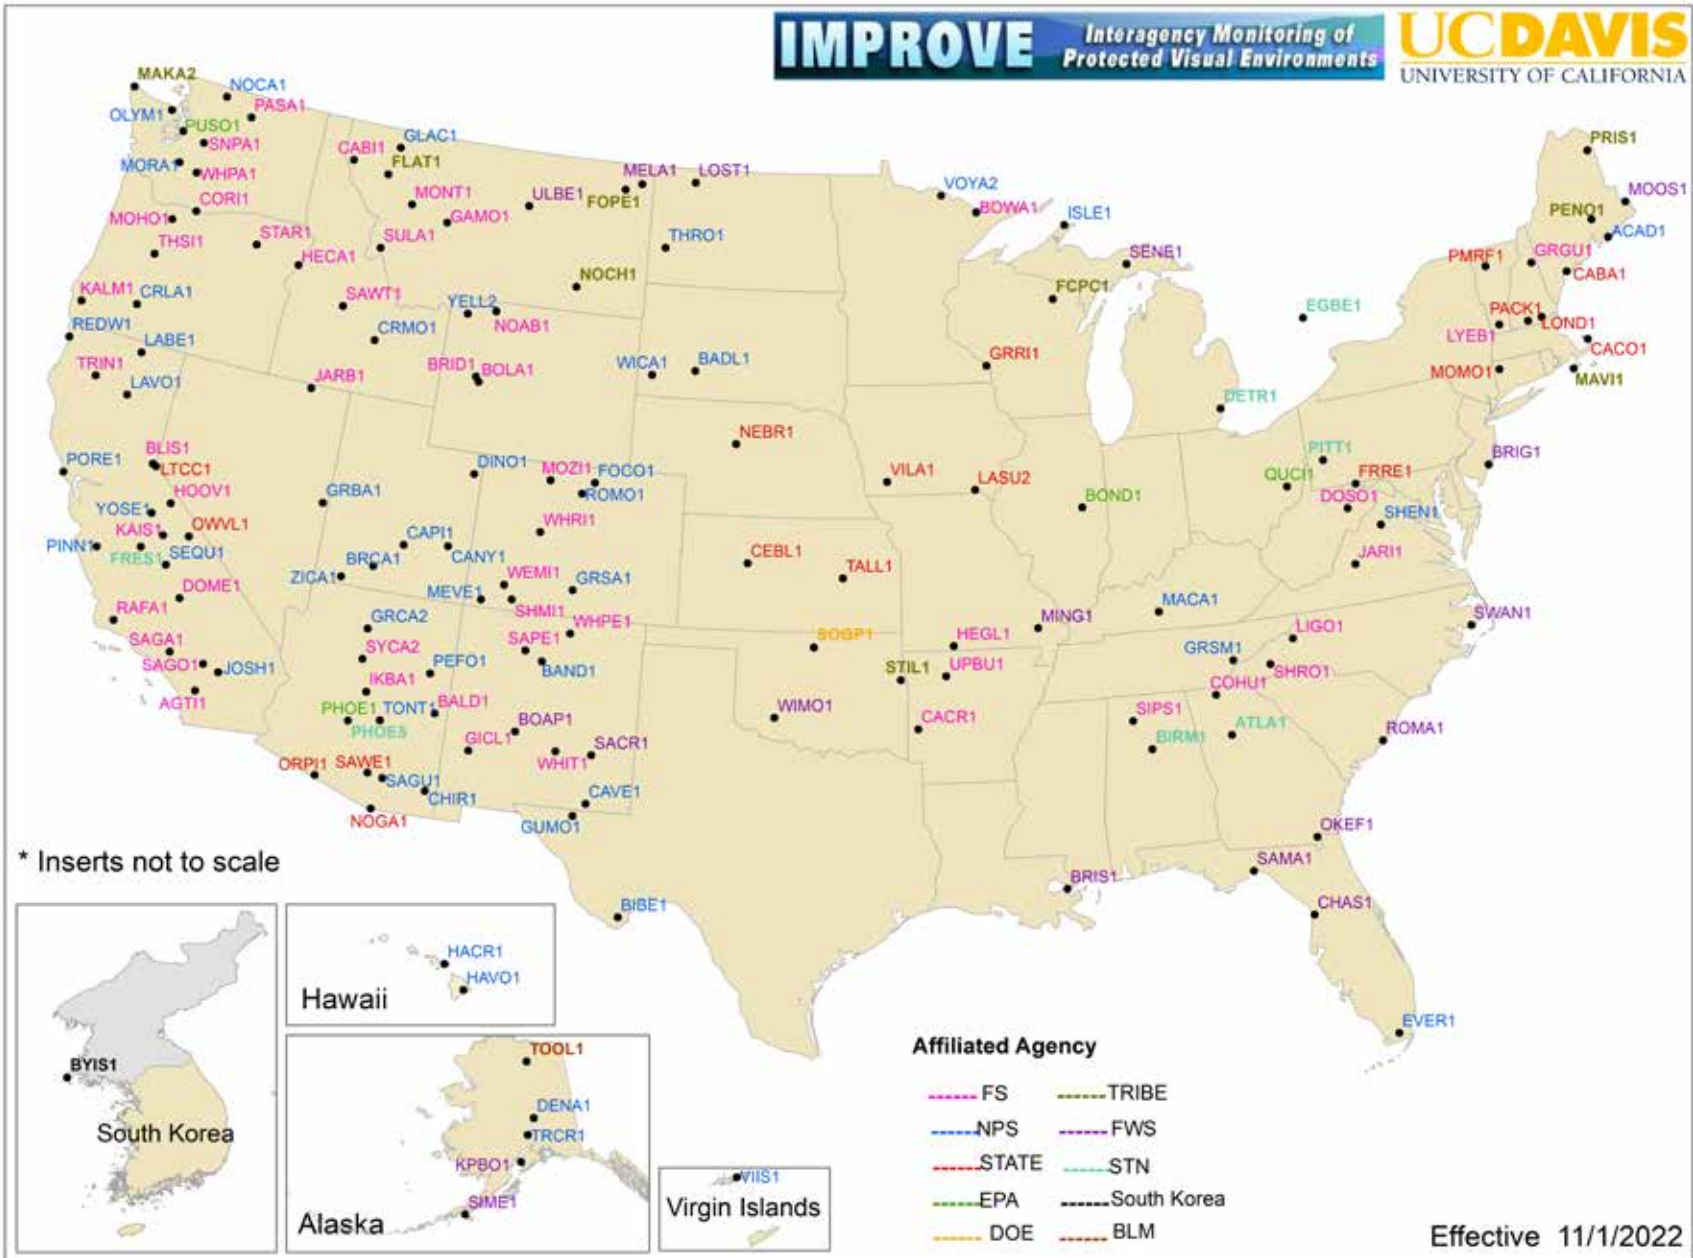 IMPROVE
Interagency Monitoring of
Protected Visual Environments
UCDAVIS
UNIVERSITY OF CALIFORNIA
MAKA2
NOCA1
OLYM1
PASA1
PUSO1
SNPA1
MORA1
WHPA1
CORI1
MOHO1
THSI1
STAR1
HECA1
KALM1
CRLA1
REDW1
LABE1
TRIN1
LAVO1
CABI1
GLAC1
FLAT1
MONT1
GAMO1
SULA1
SAWT1
CRMO1
JARB1
ULBE1
FOPE1
MELA1
LOST1
THRO1
NOCH1
YELL2
NOAB1
BRID1
BOLA1
WICA1
BADL1
NEBR1
VOYA2
BOWA1
ISLE1
SENE1
FCPC1
GRRI1
EGBE1
DETR1
PRIS1
MOOS1
PENO1
ACAD1
GRGU1
PMRF1
CABA1
PACK1
LOND1
LYEB1
CACO1
MOMO1
MAVI1
BRIG1
PITT1
QUCI1
FRRE1
DOSO1
SHEN1
JARI1
SWAN1
BLIS1
LTCC1
PORE1
HOOV1
YOSE1
KAIS1
OWVL1
PINN1
FRES1
SEQU1
DOME1
RAFA1
SAGA1
SAGO1
JOSH1
AGTI1
GRBA1
DINO1
MOZI1
FOCO1
ROMO1
WHRI1
CAPI1
BRCA1
CANY1
ZICA1
MEVE1
WEMI1
GRSA1
SHMI1
WHPE1
GRCA2
SYCA2
SAPE1
PEFO1
BAND1
IKBA1
PHOE1
TONT1
BALD1
PHOE5
BOAP1
GICL1
SACR1
WHIT1
ORPI1
SAWE1
SAGU1
CHIR1
NOGA1
CAVE1
GUMO1
BIBE1
VILA1
LASU2
BOND1
CEBL1
TALL1
SOGP1
HEGL1
STIL1
UPBU1
MING1
MACA1
WIMO1
CACR1
LIGO1
GRSM1
SHRO1
COHU1
SIPS1
BIRM1
ATLA1
ROMA1
OKEF1
SAMA1
CHAS1
BRIS1
EVER1
* Inserts not to scale
BYIS1
South Korea
HACR1
HAVO1
Hawaii
TOOL1
DENA1
TRCR1
KPBO1
SIME1
Alaska
VIIS1
Virgin Islands
Affiliated Agency
FS
TRIBE
NPS
FWS
STATE
STN
EPA
South Korea
DOE
BLM
Effective 11/1/2022